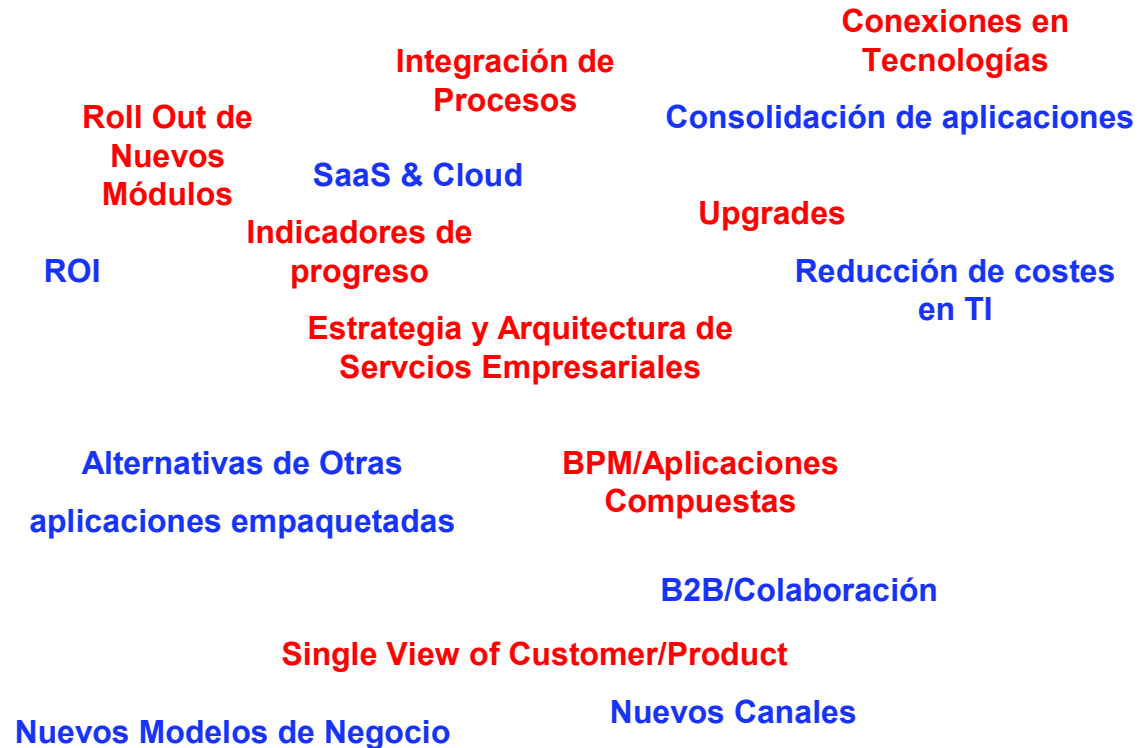 Conexiones en
Tecnologías
Integración de
Procesos
Roll Out de
Nuevos
Módulos
Consolidación de aplicaciones
SaaS & Cloud
Upgrades
Indicadores de
progreso
ROI
Reducción de costes
en TI
Estrategia y Arquitectura de
Servcios Empresariales
Alternativas de Otras
aplicaciones empaquetadas
BPM/Aplicaciones
Compuestas
B2B/Colaboración
Single View of Customer/Product
Nuevos Canales
Nuevos Modelos de Negocio